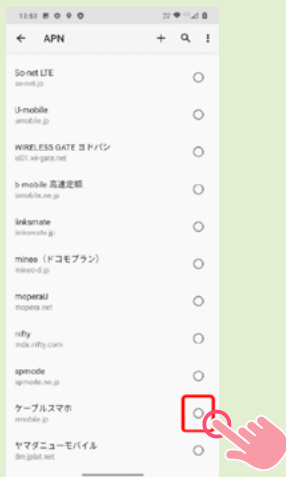 13:53
APN
So-net LTE
so-net.jp
U-mobile
umobile.jp
WIRELESS GATE ヨドバシ
xi01.wi-gate.net
b-mobile 高速定額
bmobile.ne.jp
linksmate
linksmate.jp
mineo（ドコモプラン）
mineo-d.jp
moperaU
mopera.net
nifty
mda.nifty.com
spmode
spmode.ne.jp
ケーブルスマホ
ヤマダニューモバイル
dm.jplat.net